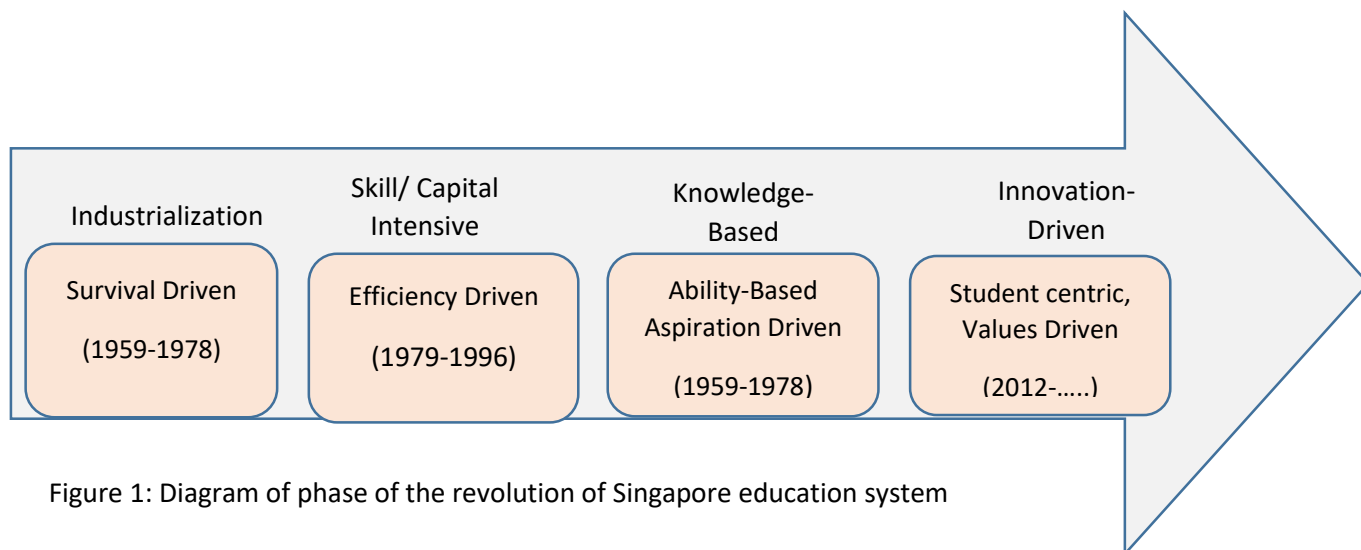 Industrialization
Survival Driven
(1959-1978)
Skill/ Capital
Intensive
Efficiency Driven
(1979-1996)
Knowledge-
Based
Ability-Based
Aspiration Driven
(1959-1978)
Innovation-
Driven
Student centric,
Values Driven
(2012-…..)
Figure 1: Diagram of phase of the revolution of Singapore education system